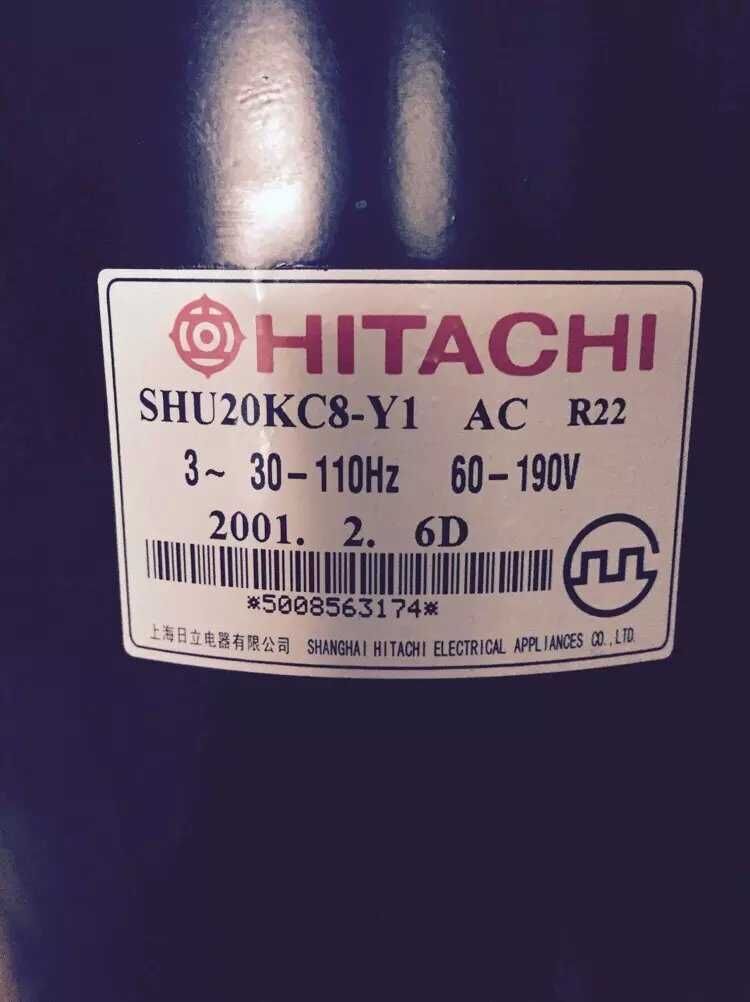 HITACHI
SHU20KC8-Y1 AC R22
3~ 30-110Hz 60-190V
2001. 2. 6D
*5008563174*
上海日立电器有限公司 SHANGHAI HITACHI ELECTRICAL APPLIANCES CO.,LTD.